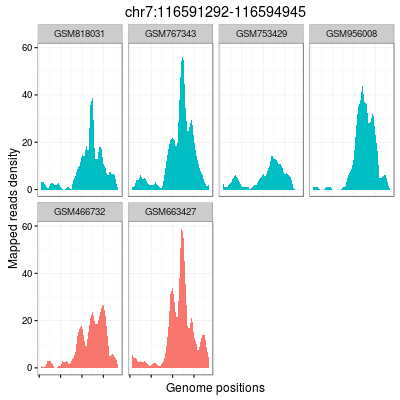 chr7:116591292-116594945
GSM818031 GSM767343 GSM753429 GSM956008
60
40
20
0
GSM466732 GSM663427
60
40
20
0
Mapped reads density
Genome positions